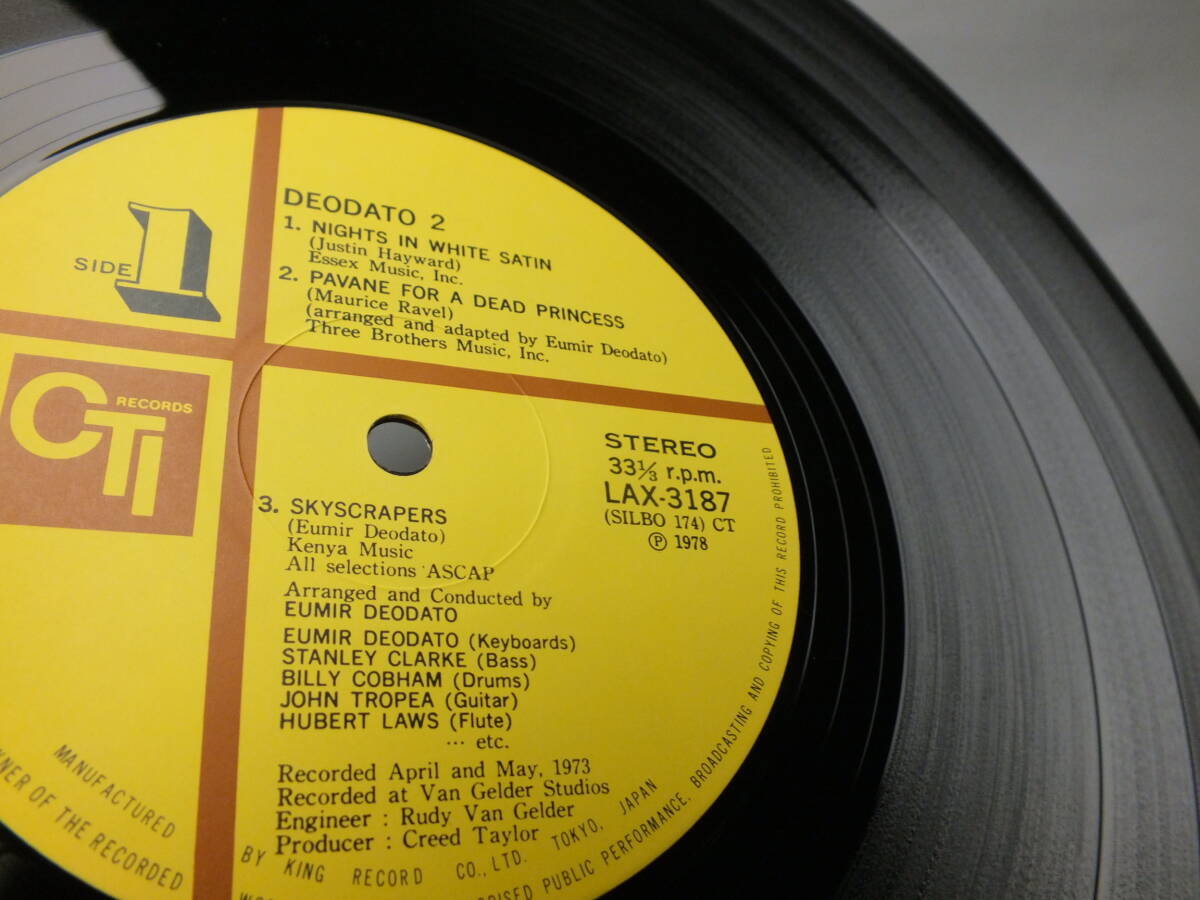 DEODATO 2
SIDE 1
1. NIGHTS IN WHITE SATIN
(Justin Hayward)
Essex Music, Inc.
2. PAVANE FOR A DEAD PRINCESS
(Maurice Ravel)
(arranged and adapted by Eumir Deodato)
Three Brothers Music, Inc.
CTI RECORDS
STEREO
33⅓ r.p.m.
LAX-3187
(SILBO 174) CT
Ⓟ 1978
3. SKYSCRAPERS
(Eumir Deodato)
Kenya Music
All selections ASCAP
Arranged and Conducted by
EUMIR DEODATO
EUMIR DEODATO (Keyboards)
STANLEY CLARKE (Bass)
BILLY COBHAM (Drums)
JOHN TROPEA (Guitar)
HUBERT LAWS (Flute)
… etc.
Recorded April and May, 1973
Recorded at Van Gelder Studios
Engineer : Rudy Van Gelder
Producer : Creed Taylor
MANUFACTURED BY KING RECORD CO., LTD. TOKYO, JAPAN
OF THE RECORDED
PUBLIC PERFORMANCE, BROADCASTING AND COPYING OF THIS RECORD PROHIBITED